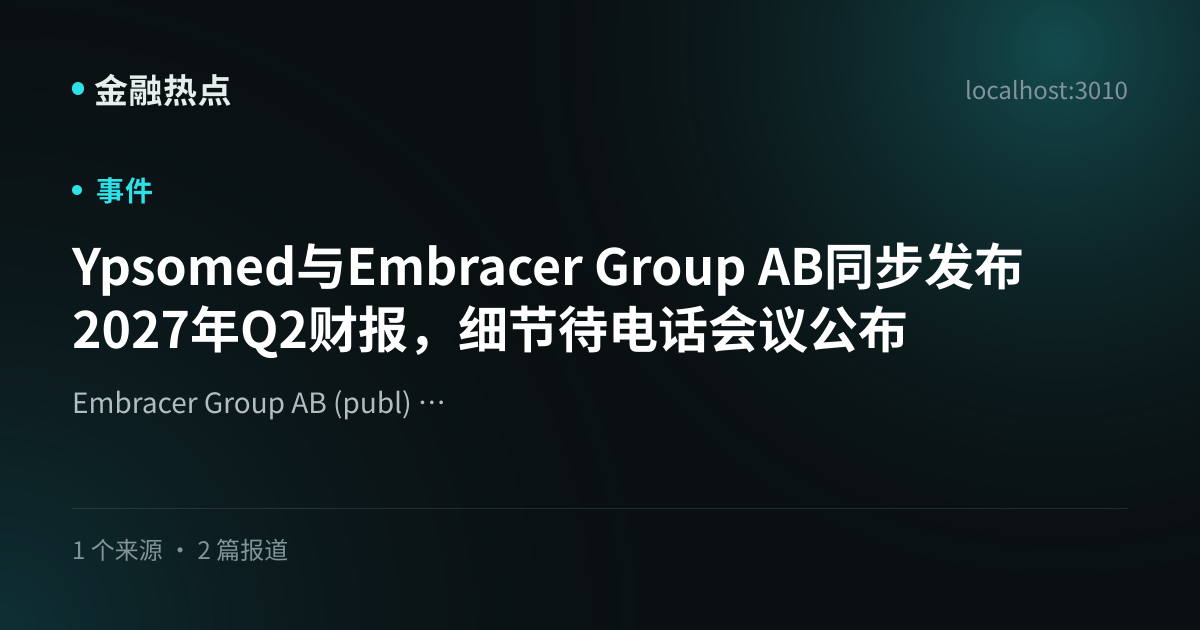 金融热点
localhost:3010
事件
Ypsomed与Embracer Group AB同步发布
2027年Q2财报，细节待电话会议公布
Embracer Group AB (publ) …
1 个来源 · 2 篇报道